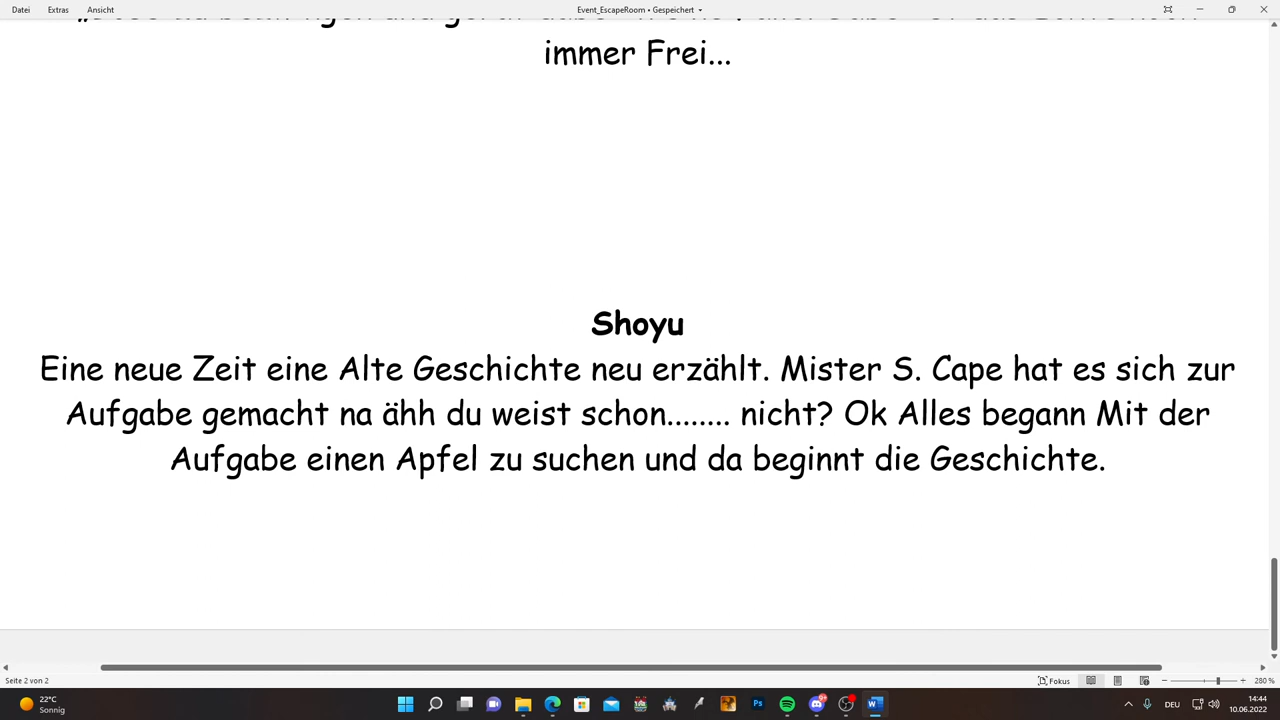 Datei Extras Ansicht Event_EscapeRoom • Gespeichert
immer Frei...
Shoyu
Eine neue Zeit eine Alte Geschichte neu erzählt. Mister S. Cape hat es sich zur
Aufgabe gemacht na ähh du weist schon........ nicht? Ok Alles begann Mit der
Aufgabe einen Apfel zu suchen und da beginnt die Geschichte.
Seite 2 von 2 Fokus 280 %
22°C
Sonnig
DEU
14:44
10.06.2022